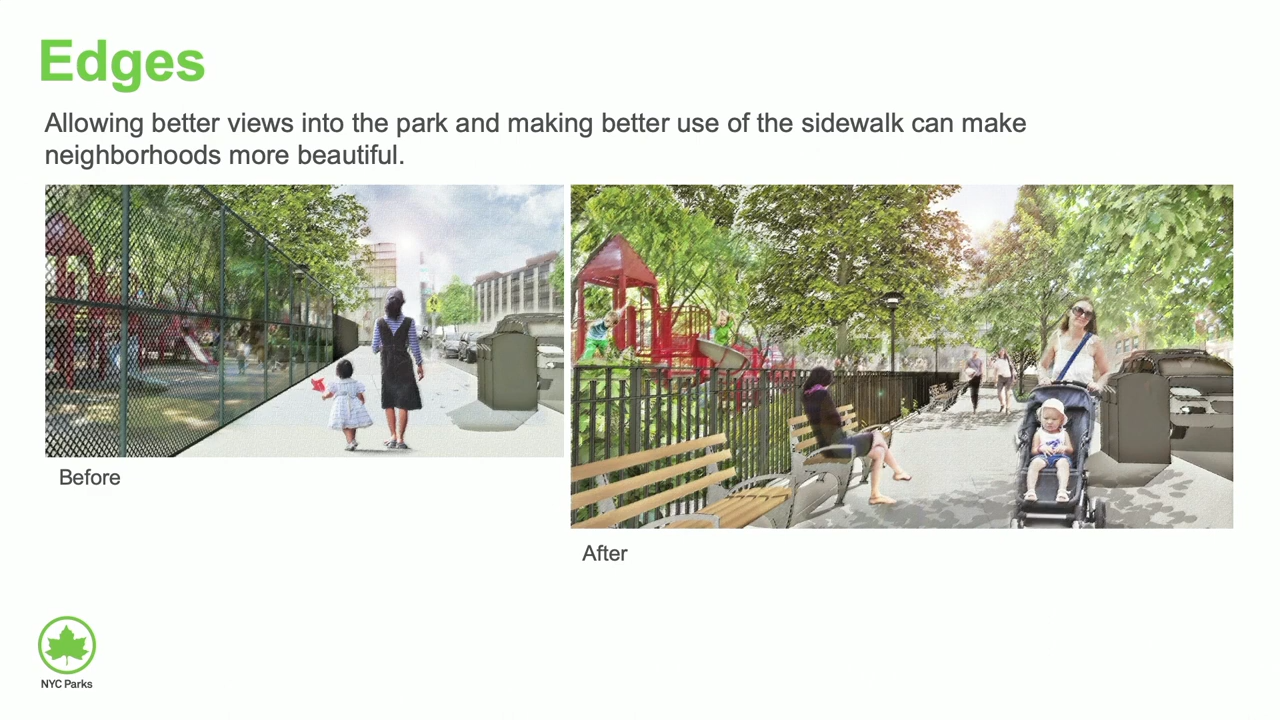 Edges
Allowing better views into the park and making better use of the sidewalk can make
neighborhoods more beautiful.
Before
After
NYC Parks